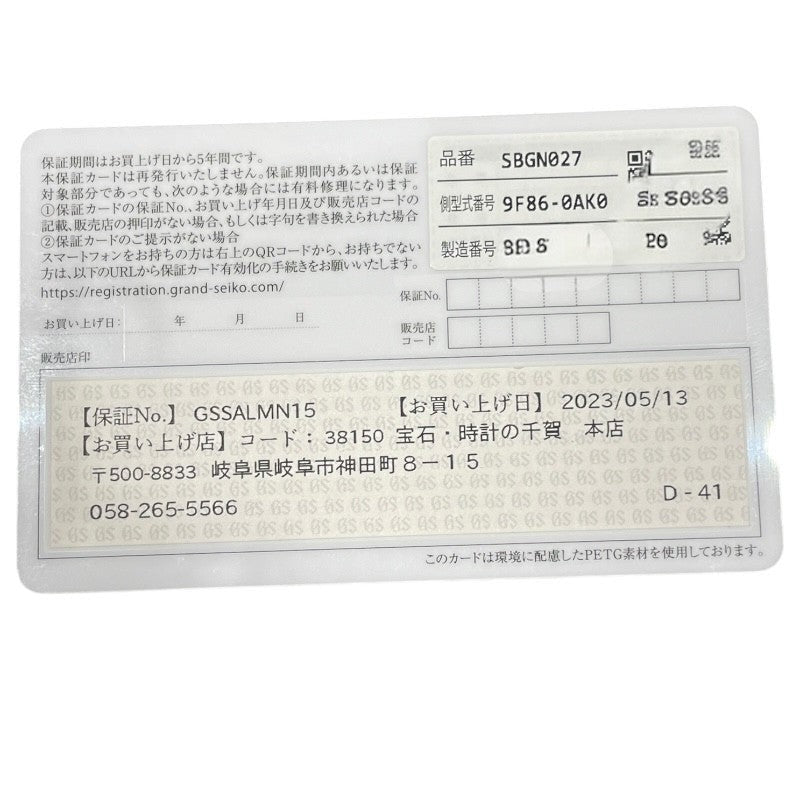 保証期間はお買上げ日から5年間です。
本保証カードは再発行いたしません。保証期間内あるいは保証
対象部分であっても、次のような場合には有料修理になります。
①保証カードの保証No.、お買上げ年月日及び販売店コードの
記載、販売店の押印がない場合、もしくは字句を書き換えられた場合
②保証カードのご提示がない場合
スマートフォンをお持ちの方は右上のQRコードから、お持ちでない
方は、以下のURLから保証カード有効化の手続きをお願いいたします。
https://registration.grand-seiko.com/
品番 SBGN027
側型式番号 9F86-0AK0
製造番号
保証No.
お買い上げ日: 年 月 日
販売店
コード
販売店印
【保証No.】 GSSALMN15 【お買い上げ日】 2023/05/13
【お買い上げ店】コード：38150 宝石・時計の千賀 本店
〒500-8833 岐阜県岐阜市神田町８−１５
058-265-5566
D - 41
このカードは環境に配慮したPETG素材を使用しております。